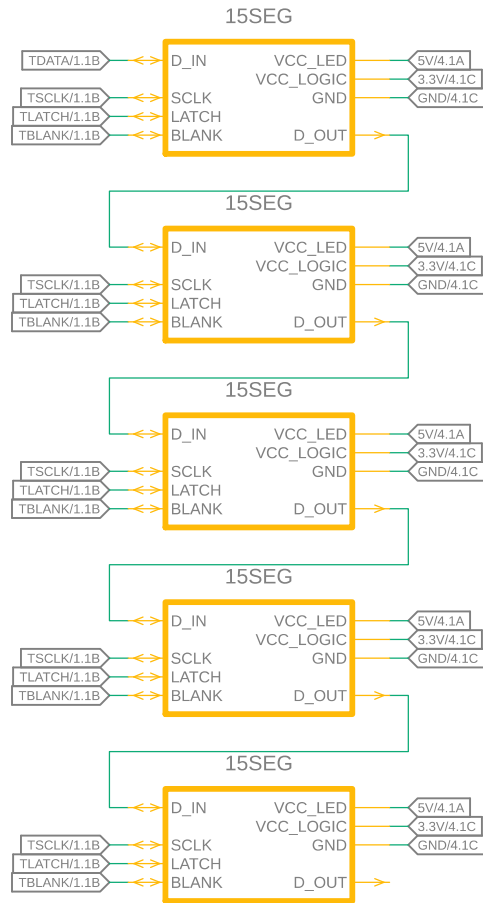 15SEG
TDATA/1.1B D_IN VCC_LED 5V/4.1A
VCC_LOGIC 3.3V/4.1C
TSCLK/1.1B SCLK GND GND/4.1C
TLATCH/1.1B LATCH
TBLANK/1.1B BLANK D_OUT
15SEG
D_IN VCC_LED 5V/4.1A
VCC_LOGIC 3.3V/4.1C
TSCLK/1.1B SCLK GND GND/4.1C
TLATCH/1.1B LATCH
TBLANK/1.1B BLANK D_OUT
15SEG
D_IN VCC_LED 5V/4.1A
VCC_LOGIC 3.3V/4.1C
TSCLK/1.1B SCLK GND GND/4.1C
TLATCH/1.1B LATCH
TBLANK/1.1B BLANK D_OUT
15SEG
D_IN VCC_LED 5V/4.1A
VCC_LOGIC 3.3V/4.1C
TSCLK/1.1B SCLK GND GND/4.1C
TLATCH/1.1B LATCH
TBLANK/1.1B BLANK D_OUT
15SEG
D_IN VCC_LED 5V/4.1A
VCC_LOGIC 3.3V/4.1C
TSCLK/1.1B SCLK GND GND/4.1C
TLATCH/1.1B LATCH
TBLANK/1.1B BLANK D_OUT